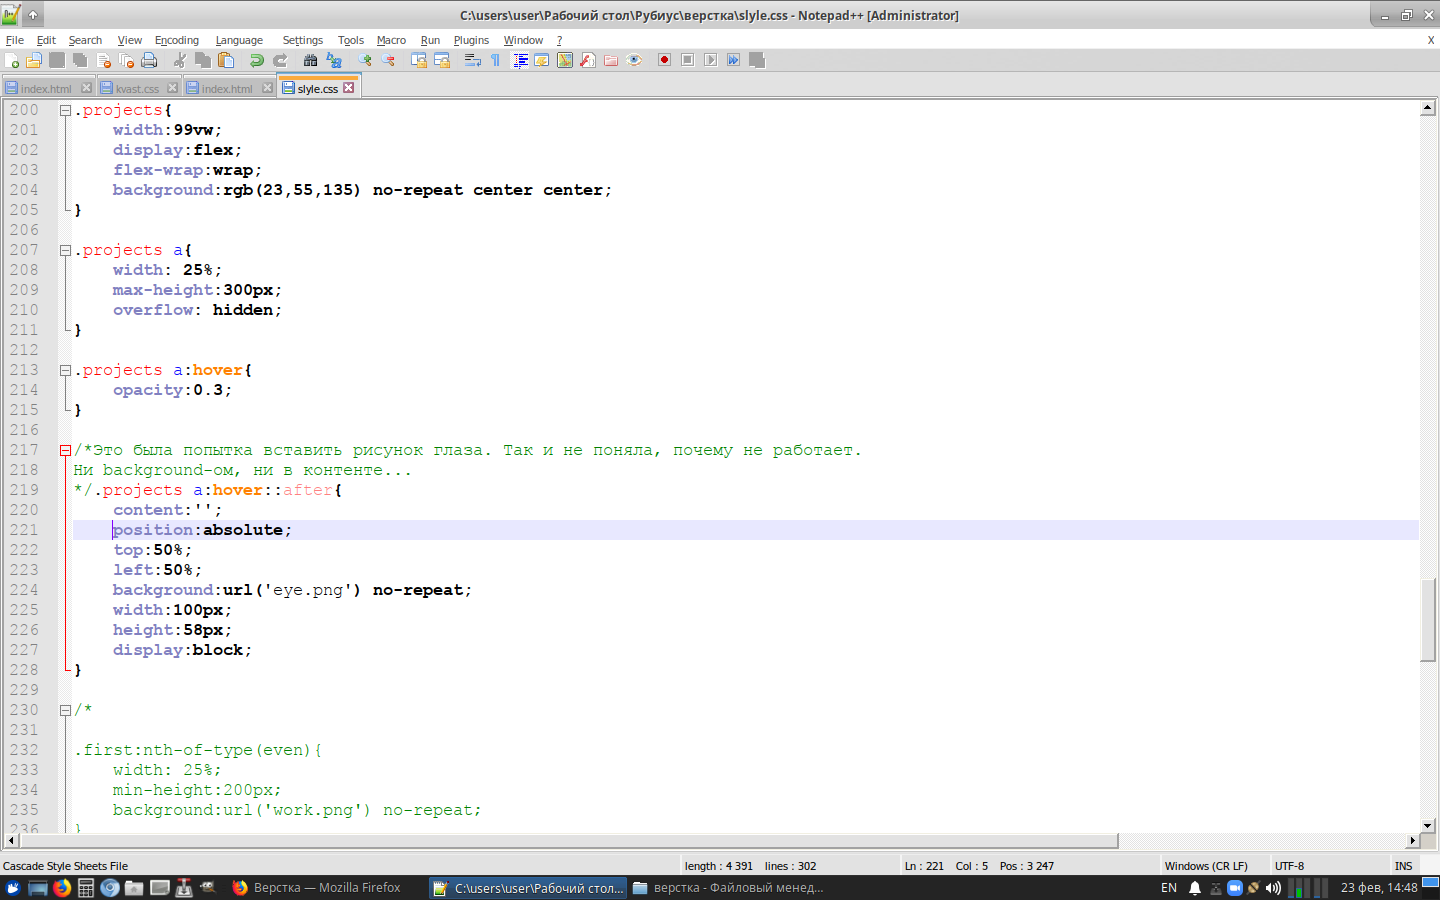 C:\users\user\Рабочий стол\Рубиус\верстка\slyle.css - Notepad++ [Administrator]
File Edit Search View Encoding Language Settings Tools Macro Run Plugins Window ? X
index.html kvast.css index.html slyle.css
200 .projects{
201 width:99vw;
202 display:flex;
203 flex-wrap:wrap;
204 background:rgb(23,55,135) no-repeat center center;
205 }
206
207 .projects a{
208 width: 25%;
209 max-height:300px;
210 overflow: hidden;
211 }
212
213 .projects a:hover{
214 opacity:0.3;
215 }
216
217 /*Это была попытка вставить рисунок глаза. Так и не поняла, почему не работает.
218 Ни background-ом, ни в контенте...
219 */.projects a:hover::after{
220 content:'';
221 position:absolute;
222 top:50%;
223 left:50%;
224 background:url('eye.png') no-repeat;
225 width:100px;
226 height:58px;
227 display:block;
228 }
229
230 /*
231
232 .first:nth-of-type(even){
233 width: 25%;
234 min-height:200px;
235 background:url('work.png') no-repeat;
236 }
Cascade Style Sheets File length : 4 391 lines : 302 Ln : 221 Col : 5 Pos : 3 247 Windows (CR LF) UTF-8 INS
Верстка — Mozilla Firefox C:\users\user\Рабочий стол... верстка - Файловый менед... EN 23 фев, 14:48